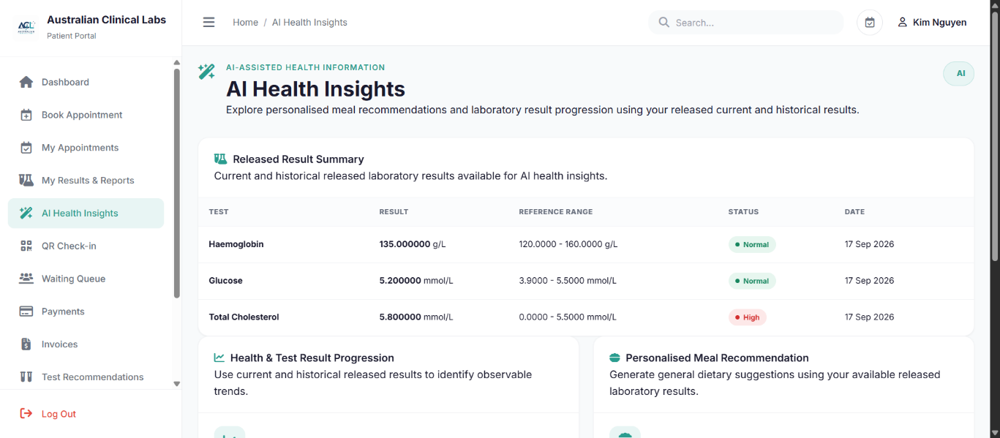 ACL
AUSTRALIAN
Australian Clinical Labs
Patient Portal
Home / AI Health Insights
Search...
Kim Nguyen
Dashboard
Book Appointment
My Appointments
My Results & Reports
AI Health Insights
QR Check-in
Waiting Queue
Payments
Invoices
Test Recommendations
Log Out
AI-ASSISTED HEALTH INFORMATION
AI Health Insights
Explore personalised meal recommendations and laboratory result progression using your released current and historical results.
AI
Released Result Summary
Current and historical released laboratory results available for AI health insights.
TEST RESULT REFERENCE RANGE STATUS DATE
Haemoglobin 135.000000 g/L 120.0000 - 160.0000 g/L Normal 17 Sep 2026
Glucose 5.200000 mmol/L 3.9000 - 5.5000 mmol/L Normal 17 Sep 2026
Total Cholesterol 5.800000 mmol/L 0.0000 - 5.5000 mmol/L High 17 Sep 2026
Health & Test Result Progression
Use current and historical released results to identify observable
trends.
Personalised Meal Recommendation
Generate general dietary suggestions using your available released
laboratory results.